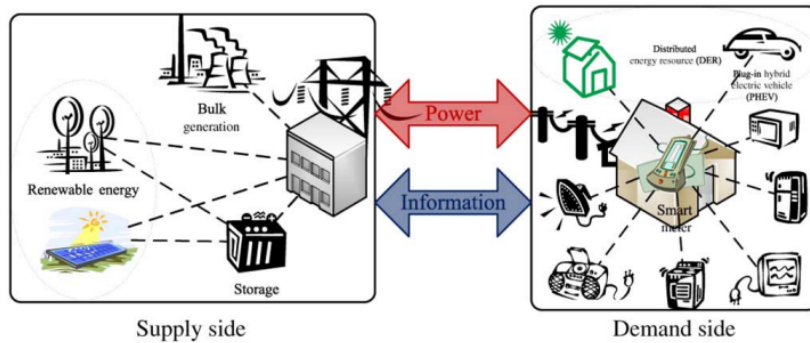 Bulk
generation
Renewable energy
Storage
Supply side
Power
Information
Distributed
energy resource (DER)
Plug-in hybrid
electric vehicle
(PHEV)
Smart
meter
Demand side